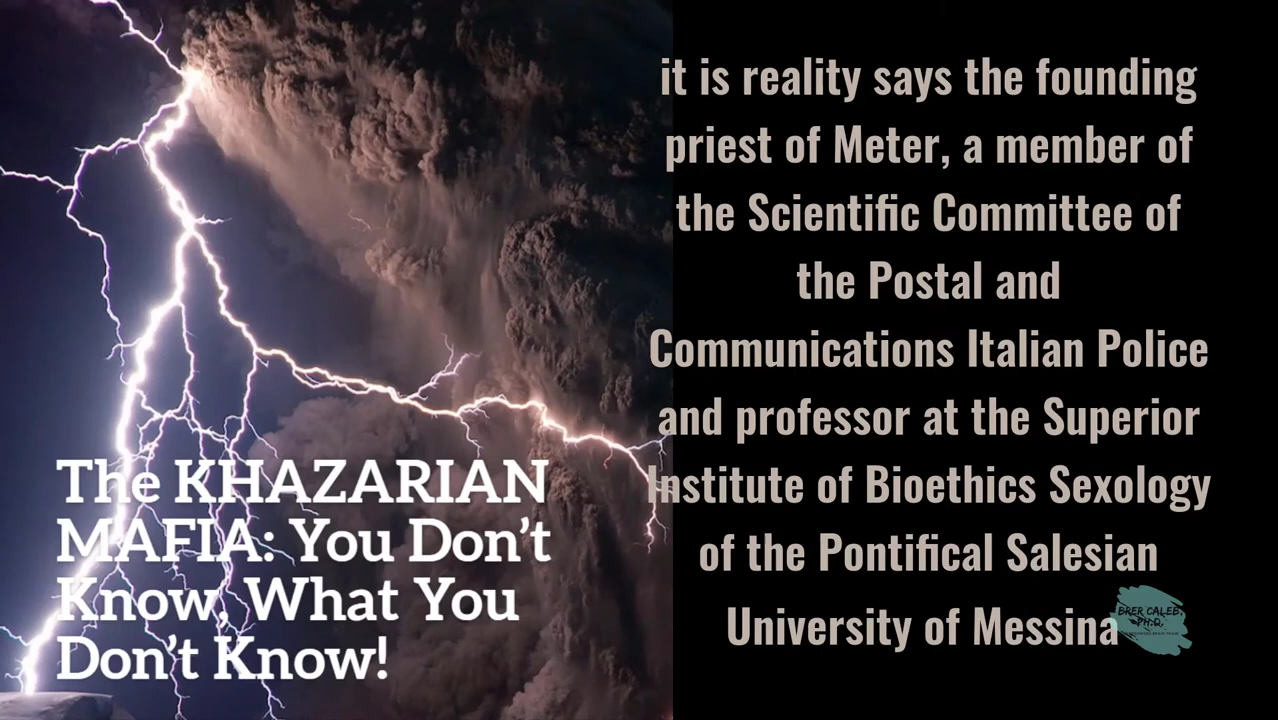 The KHAZARIAN
MAFIA: You Don't
Know, What You
Don't Know!
it is reality says the founding
priest of Meter, a member of
the Scientific Committee of
the Postal and
Communications Italian Police
and professor at the Superior
Institute of Bioethics Sexology
of the Pontifical Salesian
University of Messina
BRER CALEB,
PH.D.